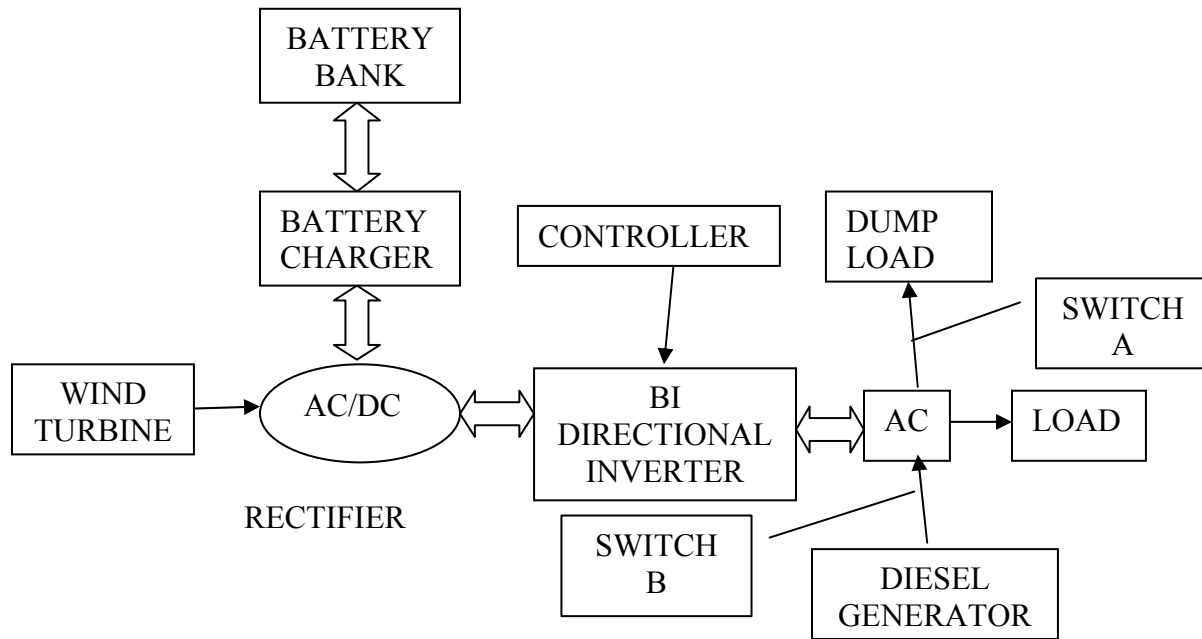 BATTERY
BANK
BATTERY
CHARGER
CONTROLLER
DUMP
LOAD
SWITCH
A
WIND
TURBINE
AC/DC
BI
DIRECTIONAL
INVERTER
AC
LOAD
RECTIFIER
SWITCH
B
DIESEL
GENERATOR